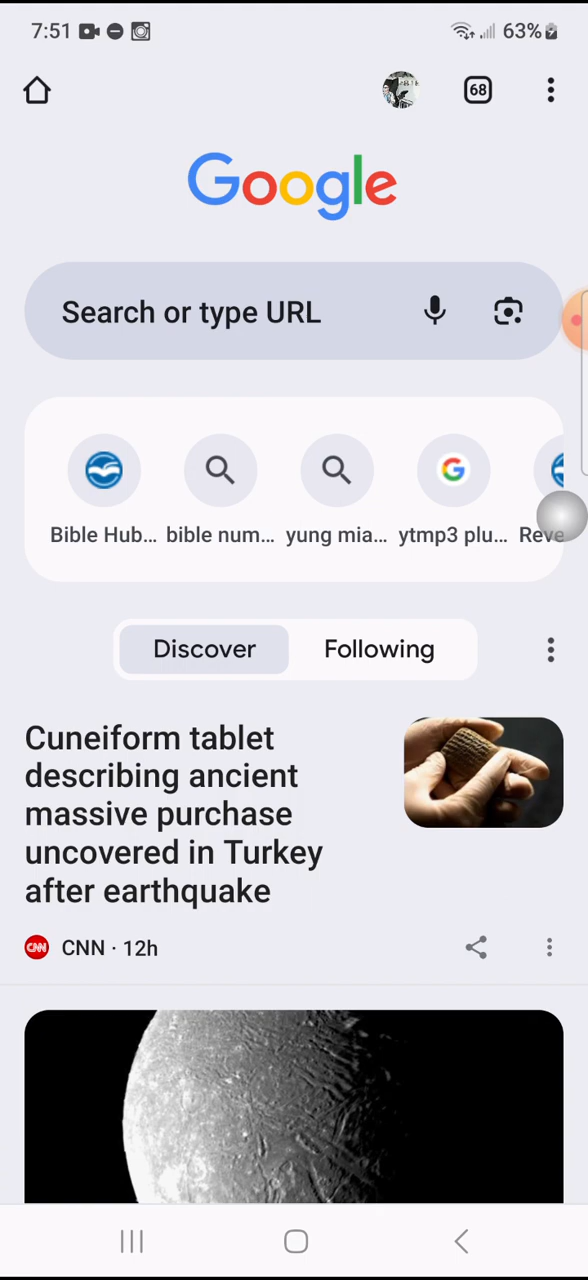 7:51
63%
68
Google
Search or type URL
Bible Hub... bible num... yung mia... ytmp3 plu... Reve
Discover Following
Cuneiform tablet
describing ancient
massive purchase
uncovered in Turkey
after earthquake
CNN CNN · 12h